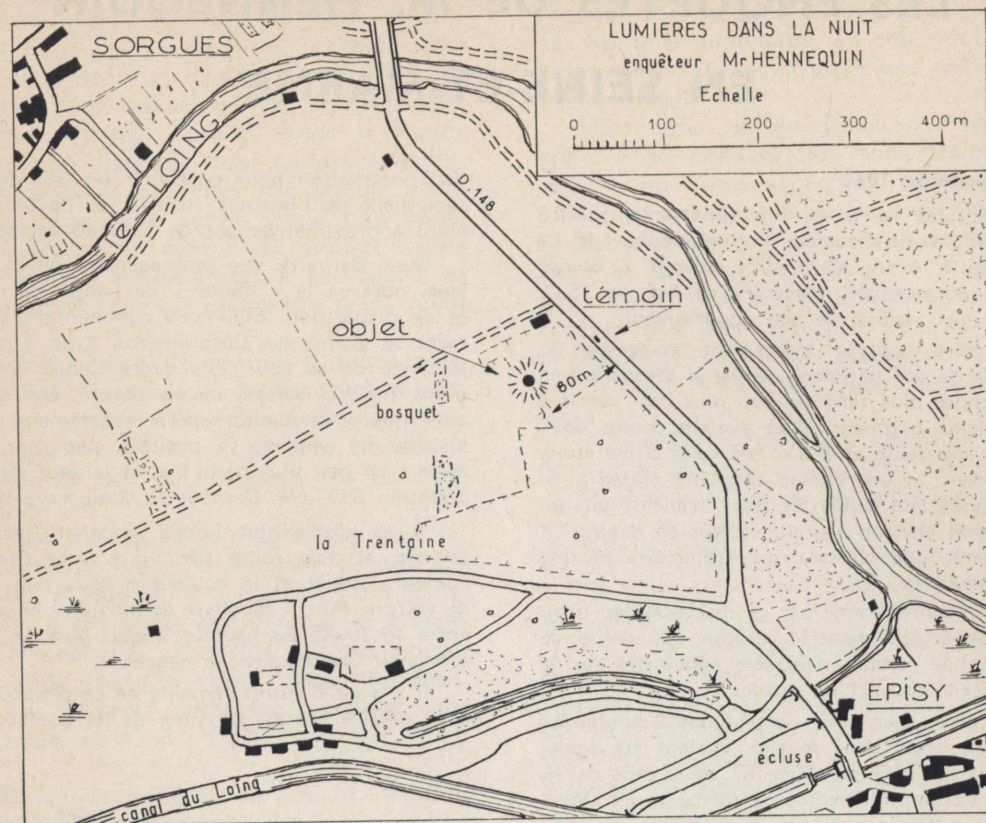 SORGUES
LUMIERES DANS LA NUIT
enquêteur Mr HENNEQUIN
Echelle
0 100 200 300 400 m
le LOING
D.148
témoin
objet
80m
bosquet
la Trentaine
EPISY
écluse
canal du Loing